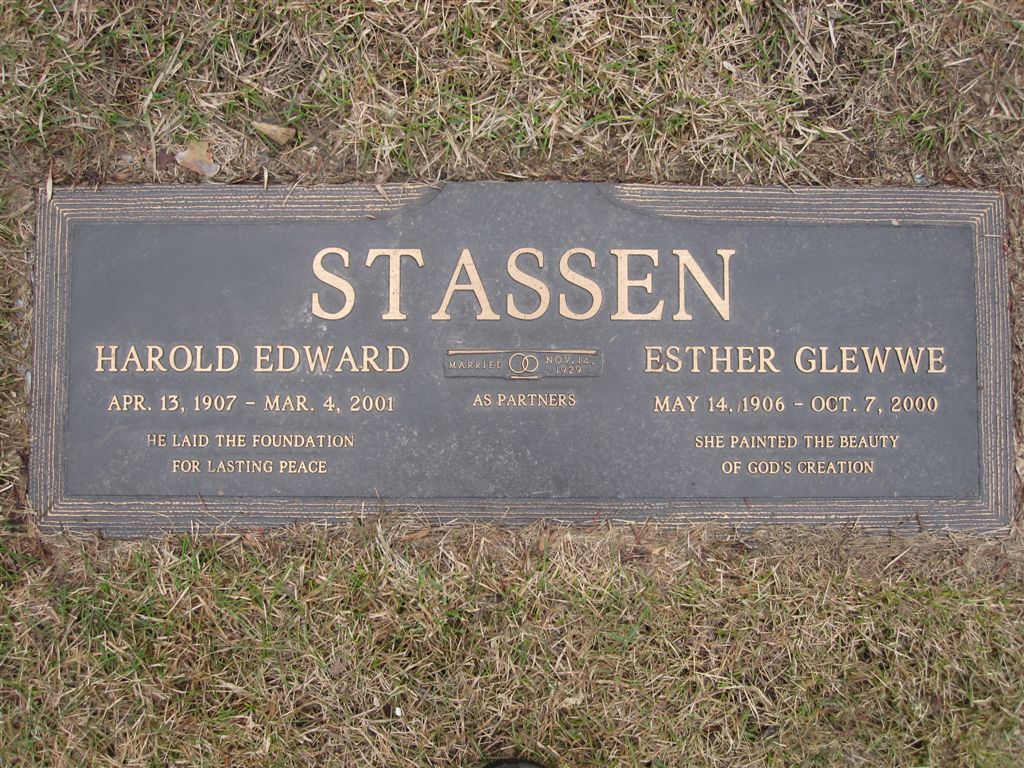 STASSEN
HAROLD EDWARD
APR. 13, 1907 - MAR. 4, 2001
HE LAID THE FOUNDATION
FOR LASTING PEACE
MARRIED NOV. 14, 1929
AS PARTNERS
ESTHER GLEWWE
MAY 14, 1906 - OCT. 7, 2000
SHE PAINTED THE BEAUTY
OF GOD'S CREATION